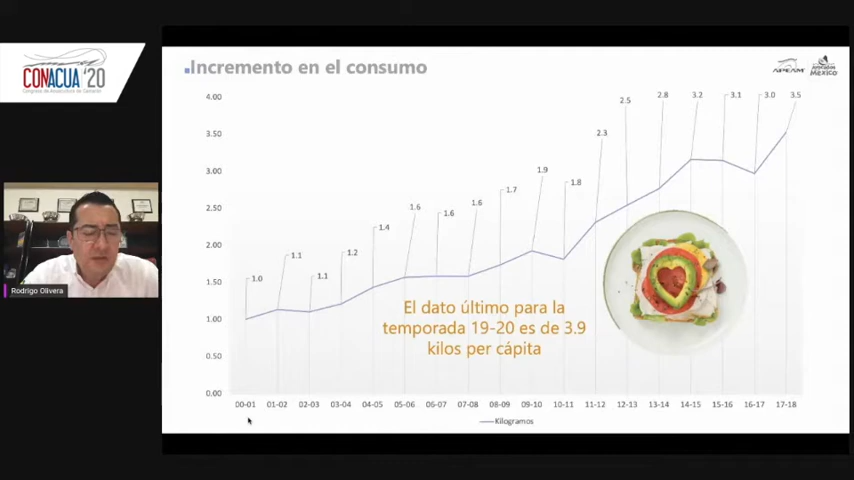 CONACUA '20
Incremento en el consumo
APEAM
México
4.00
3.50
3.00
2.50
2.00
1.50
1.00
0.50
0.00
1.0
1.1
1.1
1.2
1.4
1.6
1.6
1.6
1.7
1.9
1.8
2.3
2.5
2.8
3.2
3.1
3.0
3.5
El dato último para la
temporada 19-20 es de 3.9
kilos per cápita
00-01 01-02 02-03 03-04 04-05 05-06 06-07 07-08 08-09 09-10 10-11 11-12 12-13 13-14 14-15 15-16 16-17 17-18
Kilogramos
Rodrigo Olivera